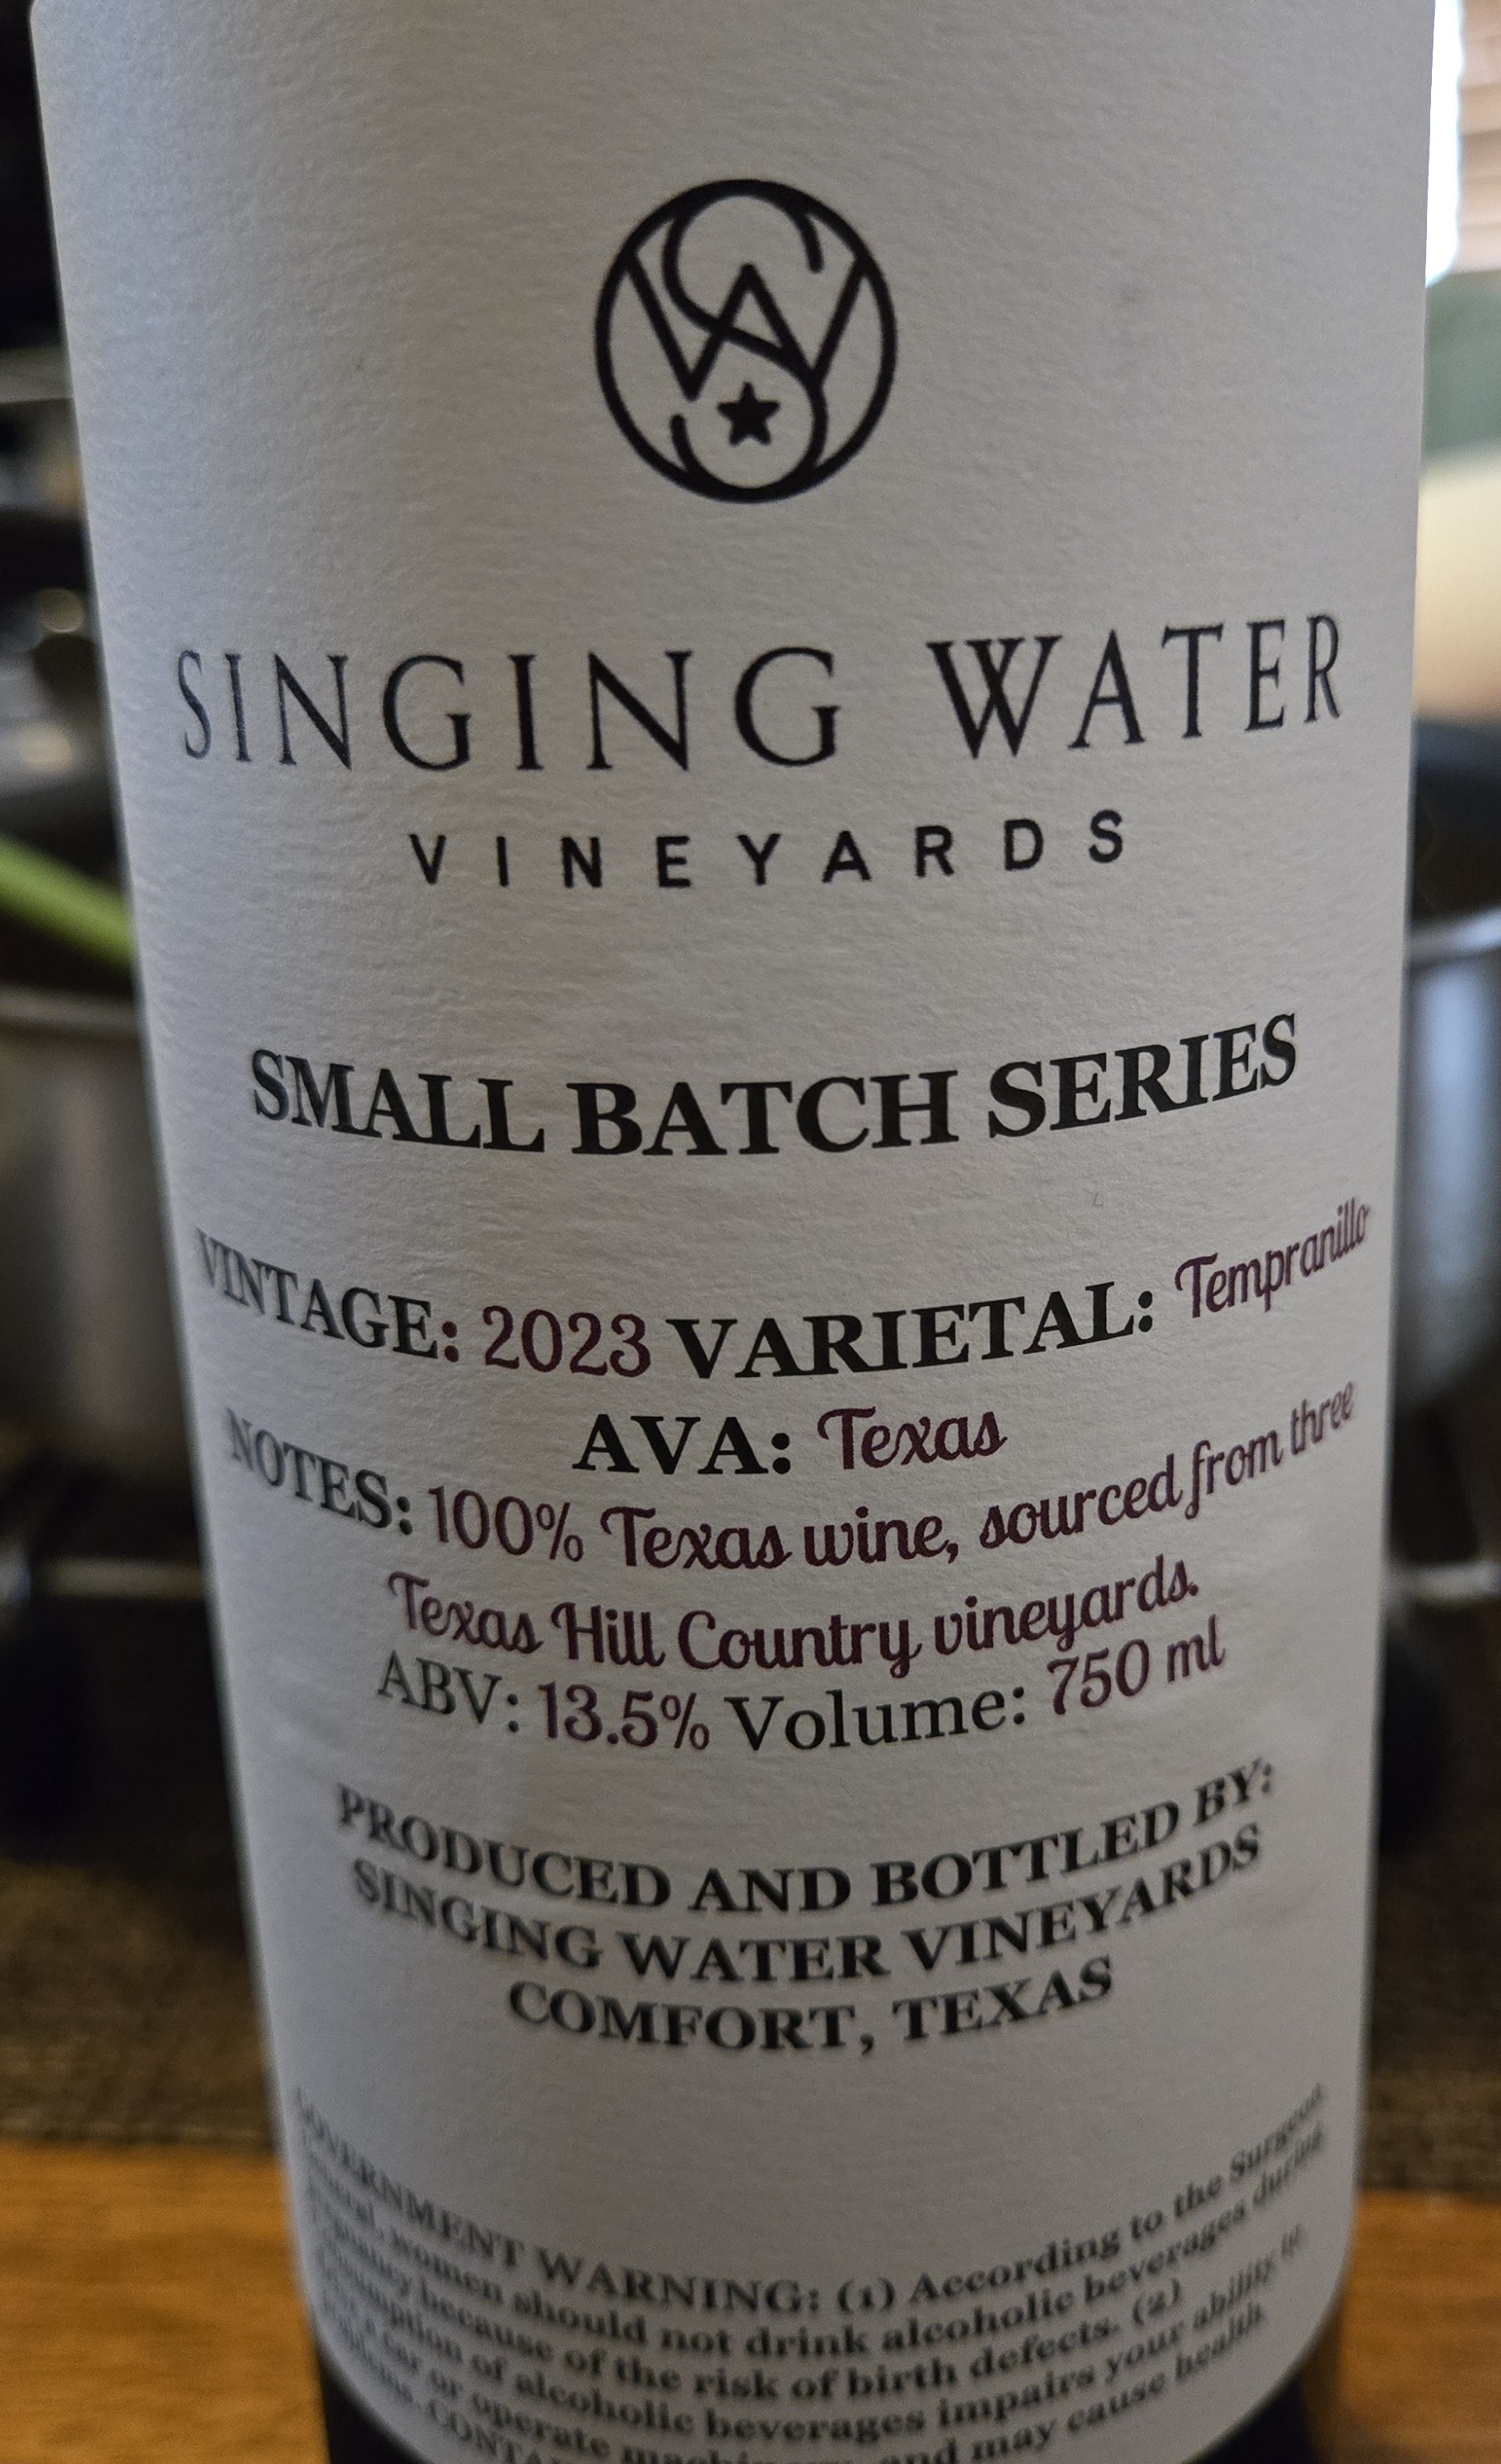 SINGING WATER
VINEYARDS
SMALL BATCH SERIES
VINTAGE: 2023 VARIETAL: Tempranillo
AVA: Texas
NOTES: 100% Texas wine, sourced from three
Texas Hill Country vineyards.
ABV: 13.5% Volume: 750 ml
PRODUCED AND BOTTLED BY:
SINGING WATER VINEYARDS
COMFORT, TEXAS
GOVERNMENT WARNING: (1) According to the Surgeon
women should not drink alcoholic beverages during
because of the risk of birth defects. (2)
of alcoholic beverages impairs your ability to
car or operate and may cause health